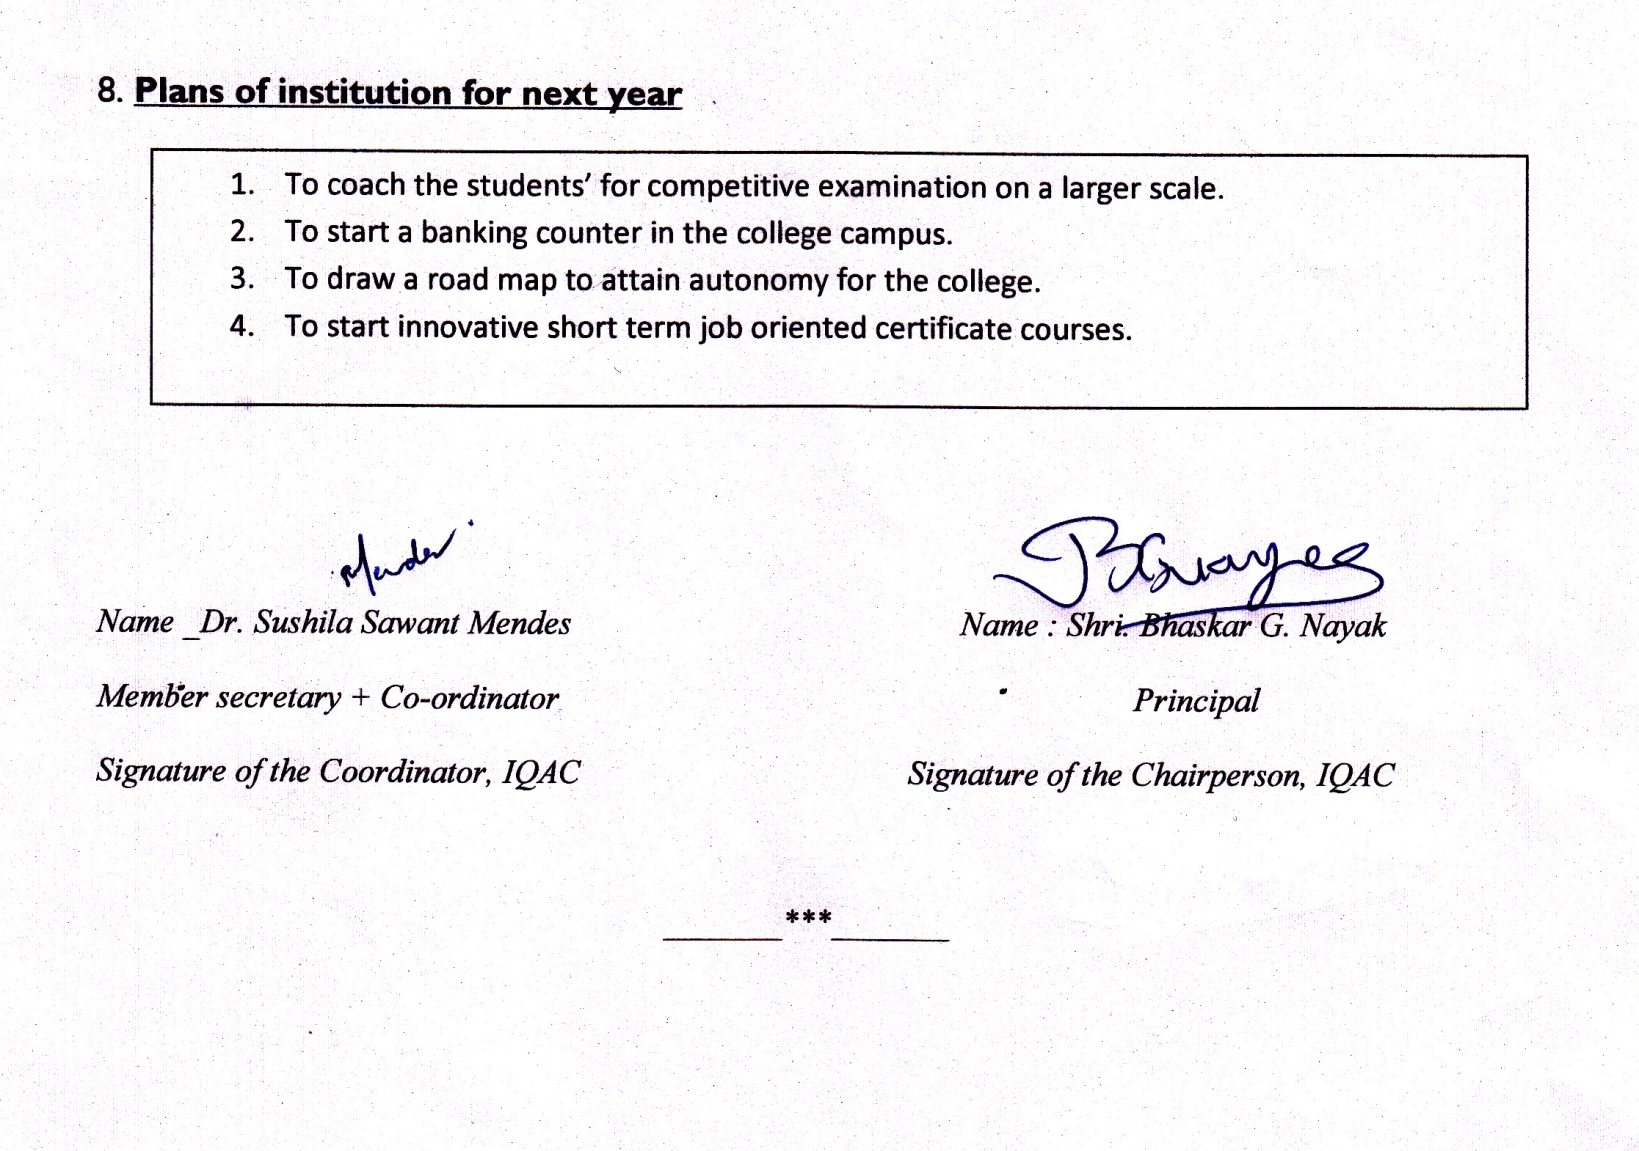 8. Plans of institution for next year
1. To coach the students’ for competitive examination on a larger scale.
2. To start a banking counter in the college campus.
3. To draw a road map to attain autonomy for the college.
4. To start innovative short term job oriented certificate courses.
Mendes
BGNayak
Name _Dr. Sushila Sawant Mendes
Name : Shri. Bhaskar G. Nayak
Member secretary + Co-ordinator
Principal
Signature of the Coordinator, IQAC
Signature of the Chairperson, IQAC
***